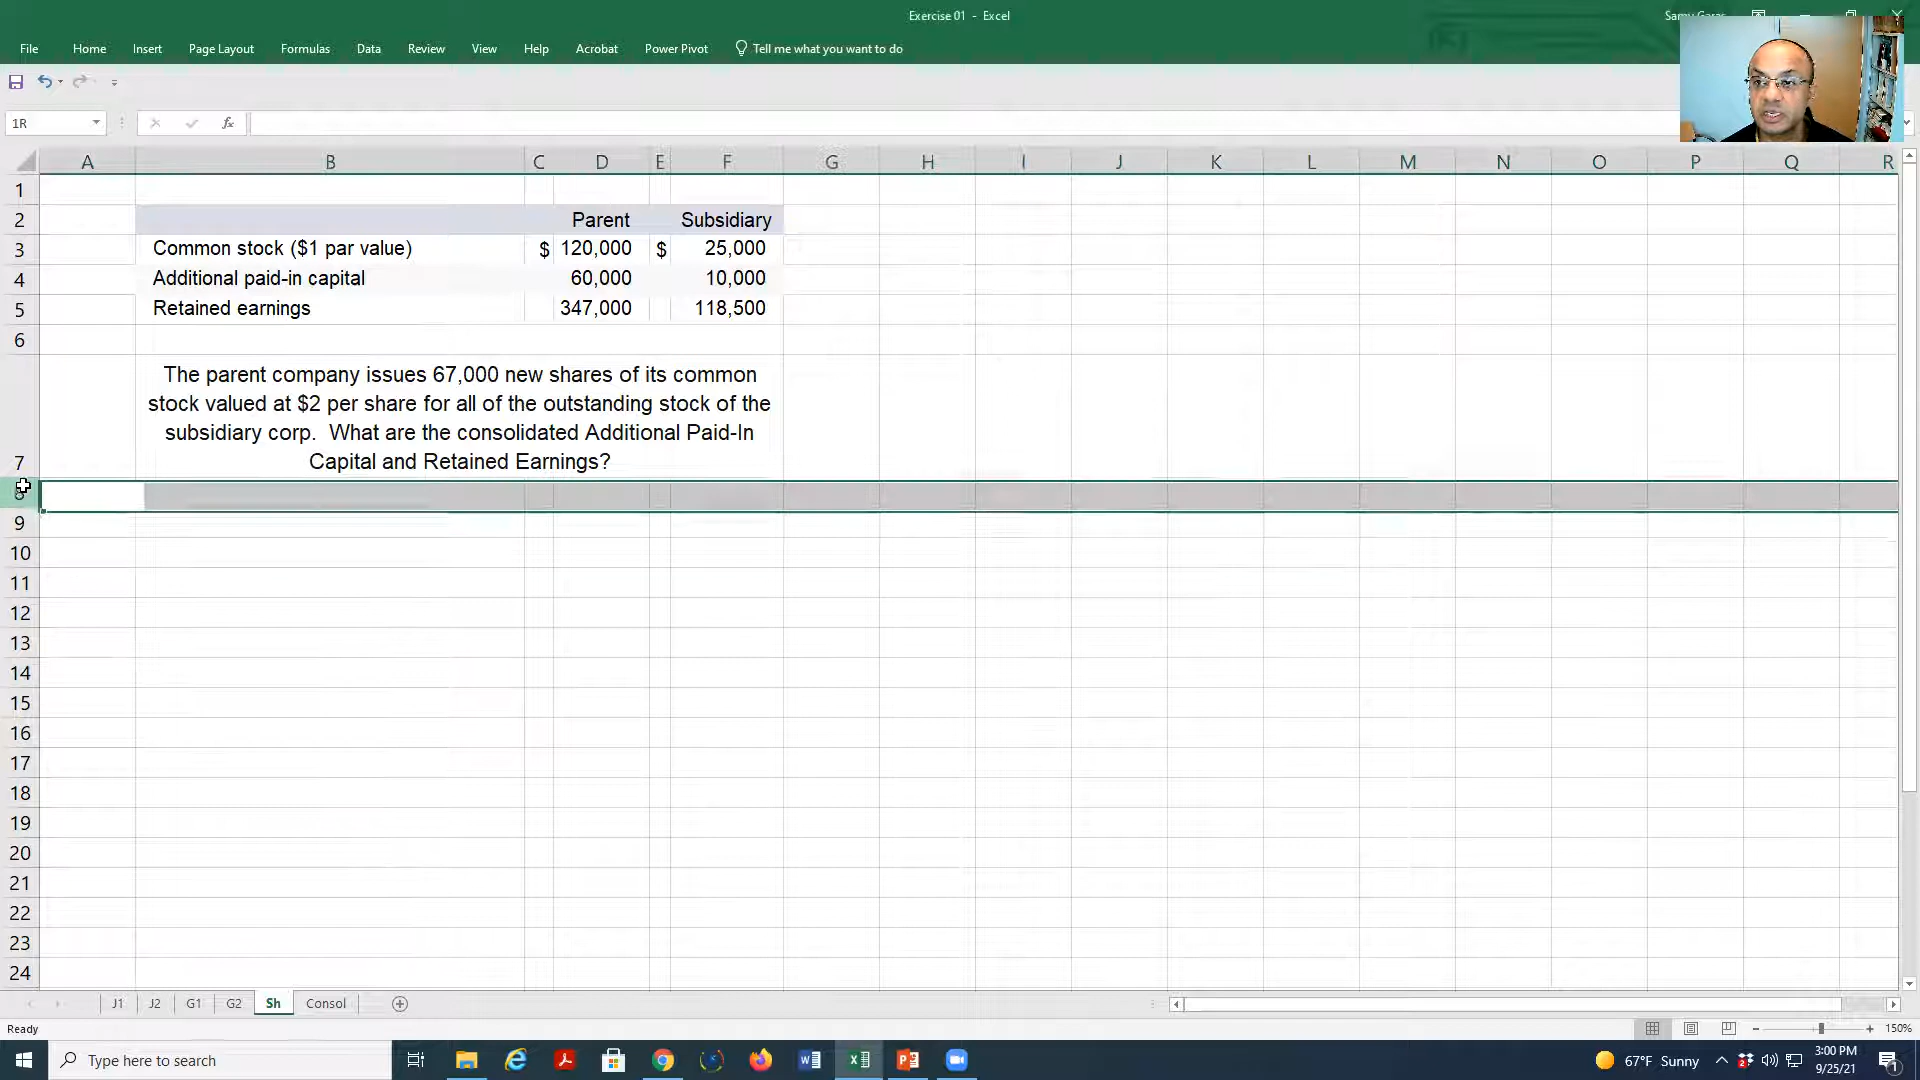 Exercise 01 - Excel
File Home Insert Page Layout Formulas Data Review View Help Acrobat Power Pivot Tell me what you want to do
1R fx
A B C D E F G H I J K L M N O P Q R
1
2 Parent Subsidiary
3 Common stock ($1 par value) $ 120,000 $ 25,000
4 Additional paid-in capital 60,000 10,000
5 Retained earnings 347,000 118,500
6
The parent company issues 67,000 new shares of its common
stock valued at $2 per share for all of the outstanding stock of the
subsidiary corp. What are the consolidated Additional Paid-In
7 Capital and Retained Earnings?
9
10
11
12
13
14
15
16
17
18
19
20
21
22
23
24
J1 J2 G1 G2 Sh Consol
Ready 150%
Type here to search 67°F Sunny 3:00 PM
9/25/21